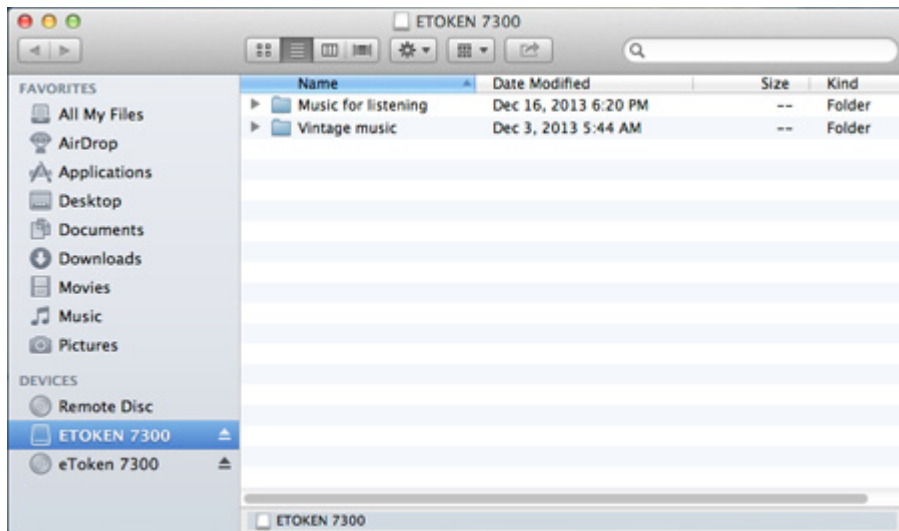 ETOKEN 7300
FAVORITES
All My Files
AirDrop
Applications
Desktop
Documents
Downloads
Movies
Music
Pictures
DEVICES
Remote Disc
ETOKEN 7300
eToken 7300
Name Date Modified Size Kind
Music for listening Dec 16, 2013 6:20 PM -- Folder
Vintage music Dec 3, 2013 5:44 AM -- Folder
ETOKEN 7300